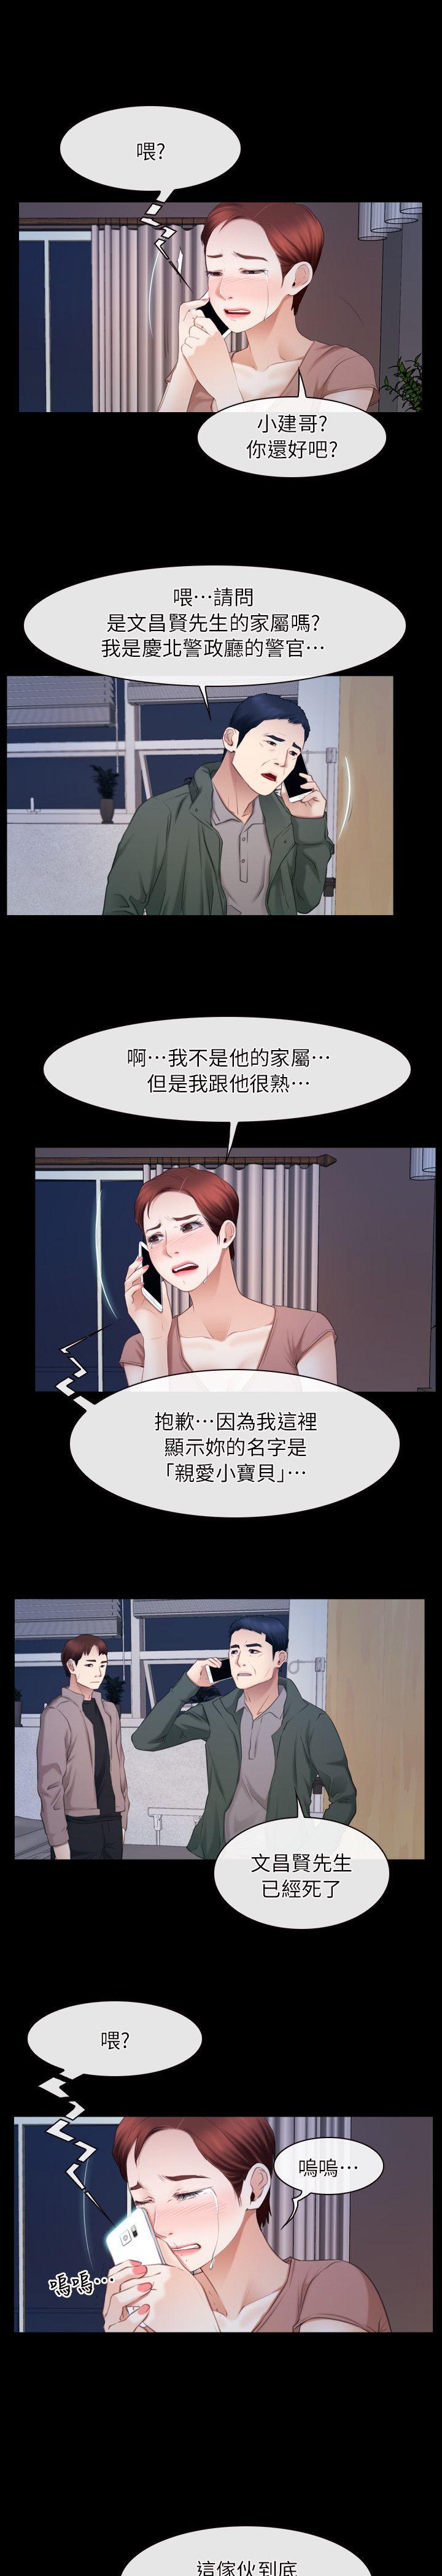 喂?
小建哥?
你還好吧?
喂⋯請問
是文昌賢先生的家屬嗎?
我是慶北警政廳的警官⋯
啊⋯我不是他的家屬⋯
但是我跟他很熟⋯
抱歉⋯因為我這裡
顯示妳的名字是
「親愛小寶貝」⋯
文昌賢先生
已經死了
喂?
嗚嗚⋯
嗚嗚⋯
這傢伙到底